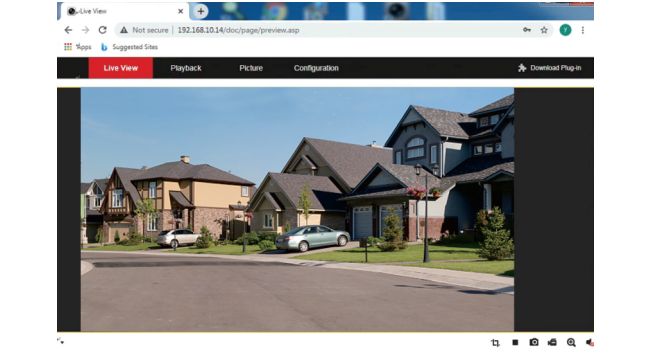 Live View
Not secure | 192.168.10.14/doc/page/preview.asp
Y
Apps Suggested Sites
Live View Playback Picture Configuration Download Plug-in